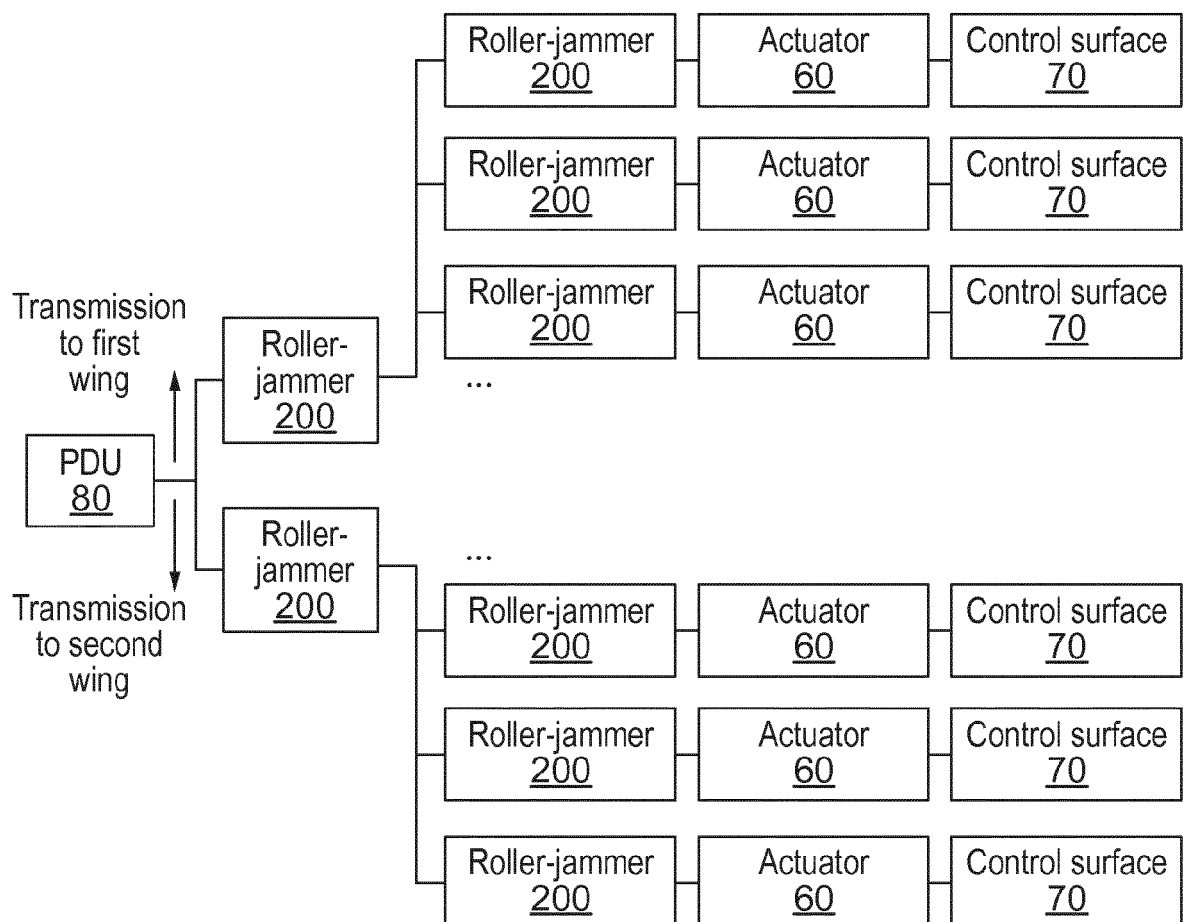 Roller-jammer
200
Actuator
60
Control surface
70
Roller-jammer
200
Actuator
60
Control surface
70
Roller-jammer
200
Actuator
60
Control surface
70
...
Transmission
to first
wing
Roller-
jammer
200
PDU
80
Roller-
jammer
200
Transmission
to second
wing
...
Roller-jammer
200
Actuator
60
Control surface
70
Roller-jammer
200
Actuator
60
Control surface
70
Roller-jammer
200
Actuator
60
Control surface
70